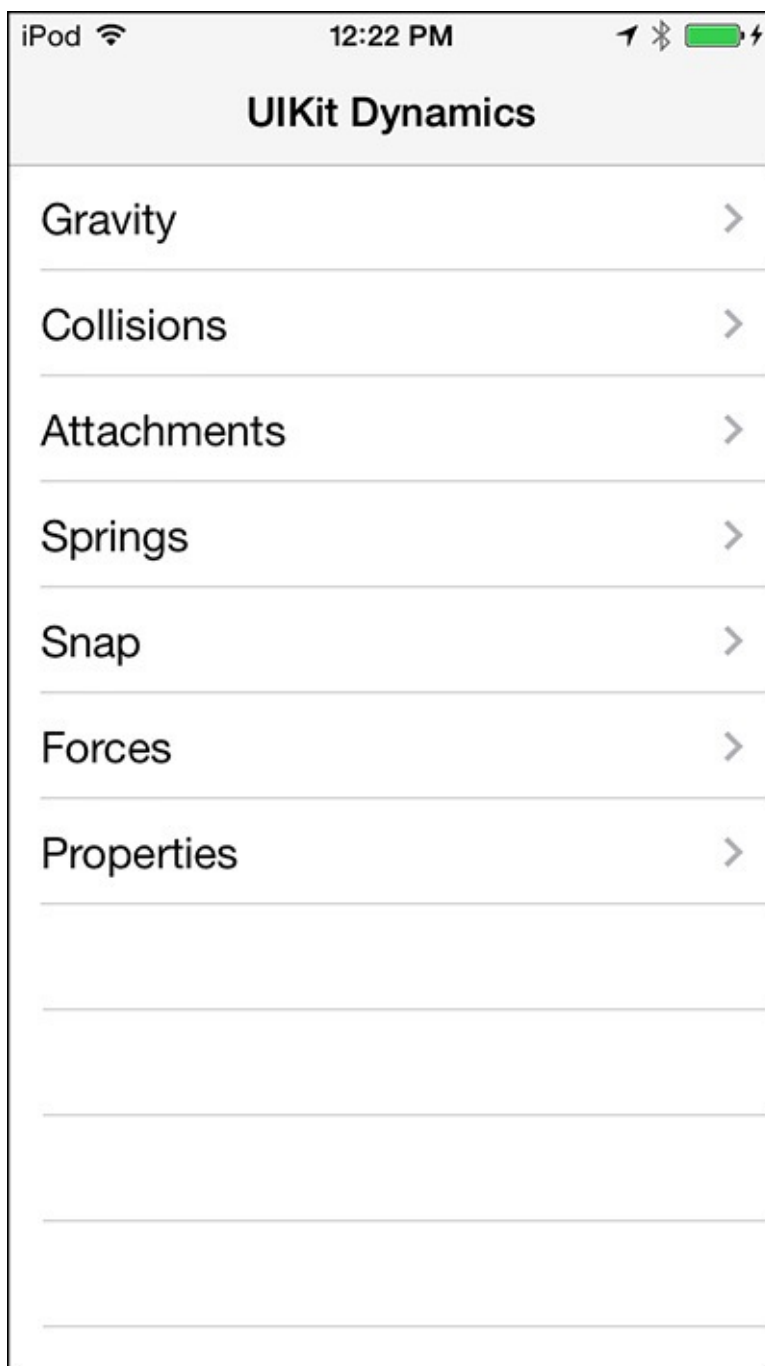 iPod 12:22 PM
UIKit Dynamics
Gravity
Collisions
Attachments
Springs
Snap
Forces
Properties